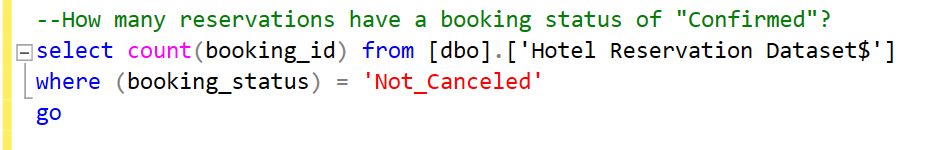 --How many reservations have a booking status of "Confirmed"?
select count(booking_id) from [dbo].['Hotel Reservation Dataset$']
where (booking_status) = 'Not_Canceled'
go